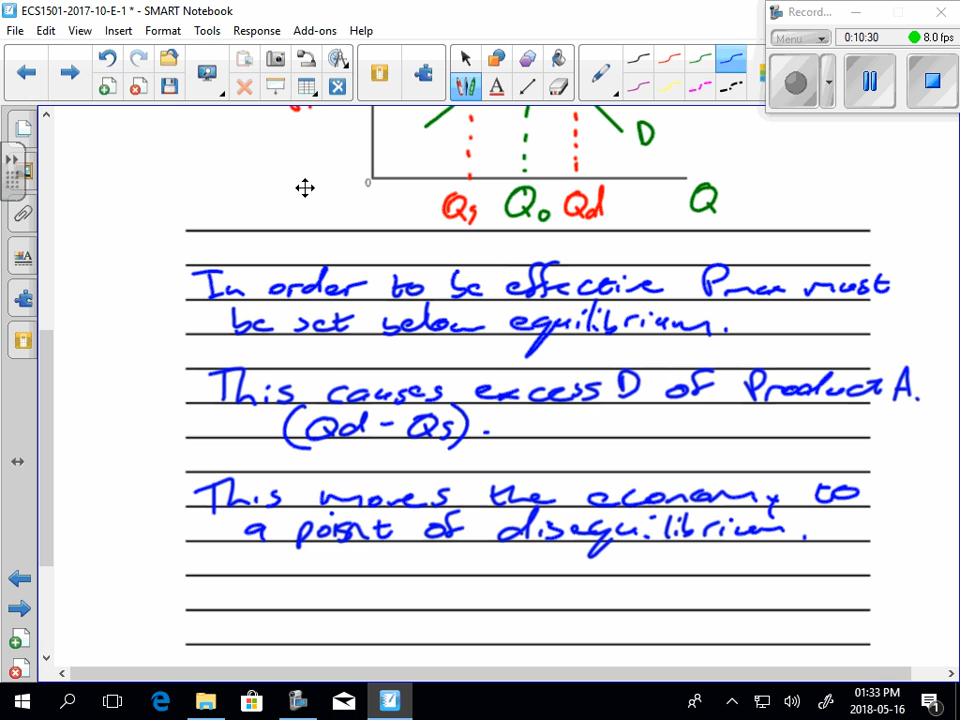 ECS1501-2017-10-E-1 * - SMART Notebook
Record...
File Edit View Insert Format Tools Response Add-ons Help
Menu 0:10:30 8.0 fps
D
0
Qs Q0 Qd Q
In order to be effective Pmax must
be set below equilibrium.
This causes excess D of Product A.
(Qd - Qs).
This moves the economy to
a point of disequilibrium.
01:33 PM
2018-05-16
1